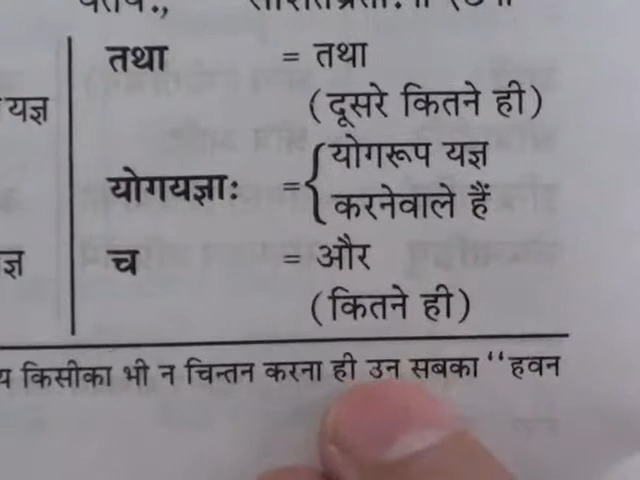 तथा = तथा
(दूसरे कितने ही)
यज्ञ
योगयज्ञाः = { योगरूप यज्ञ
करनेवाले हैं
च = और
(कितने ही)
किसीका भी न चिन्तन करना ही उन सबका ‘‘हवन